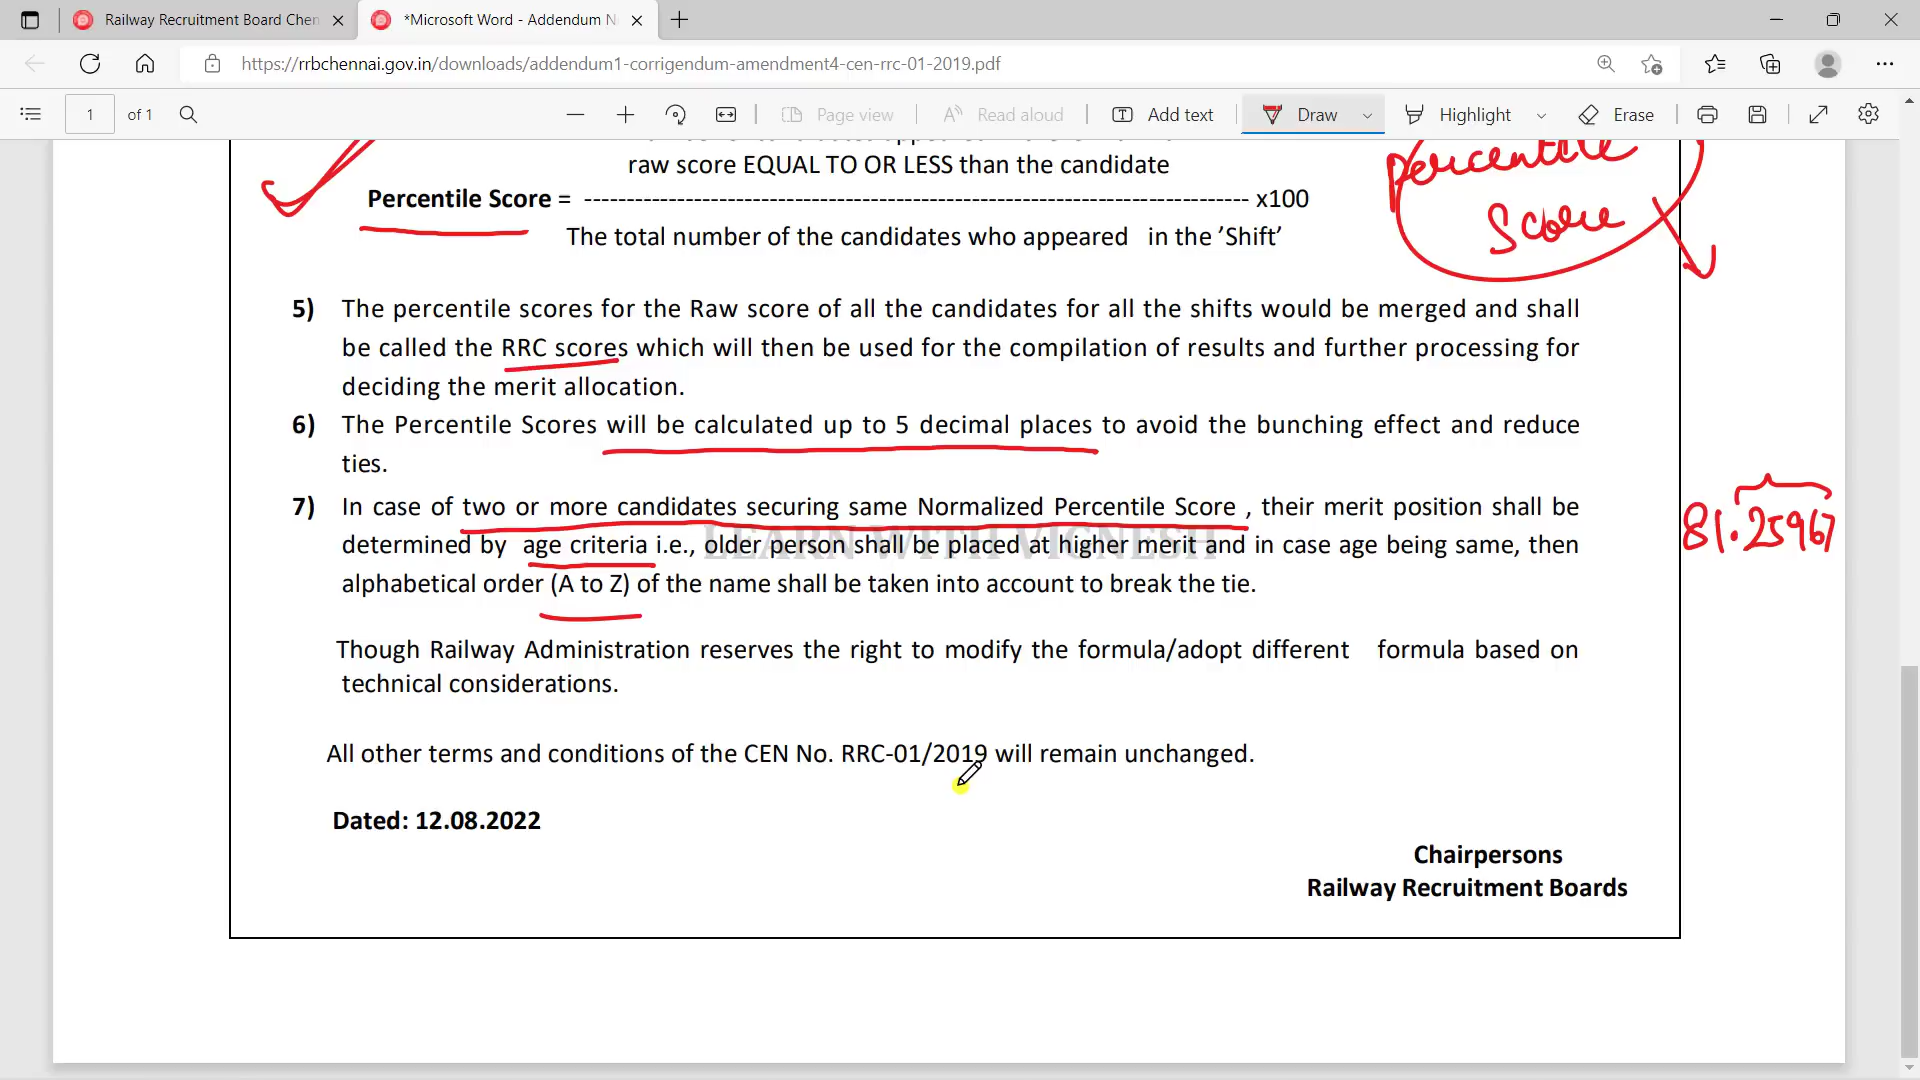 Railway Recruitment Board Chen
*Microsoft Word - Addendum N
https://rrbchennai.gov.in/downloads/addendum1-corrigendum-amendment4-cen-rrc-01-2019.pdf
1 of 1 Page view Read aloud Add text Draw Highlight Erase
raw score EQUAL TO OR LESS than the candidate
Percentile Score = ------------------------------------------------------------------------------ x100
The total number of the candidates who appeared in the ’Shift’
Percentile
Score
5) The percentile scores for the Raw score of all the candidates for all the shifts would be merged and shall
be called the RRC scores which will then be used for the compilation of results and further processing for
deciding the merit allocation.
6) The Percentile Scores will be calculated up to 5 decimal places to avoid the bunching effect and reduce
ties.
7) In case of two or more candidates securing same Normalized Percentile Score , their merit position shall be
81.25967
LEARN WITH VIGNESH
determined by age criteria i.e., older person shall be placed at higher merit and in case age being same, then
alphabetical order (A to Z) of the name shall be taken into account to break the tie.
Though Railway Administration reserves the right to modify the formula/adopt different formula based on
technical considerations.
All other terms and conditions of the CEN No. RRC-01/2019 will remain unchanged.
Dated: 12.08.2022
Chairpersons
Railway Recruitment Boards